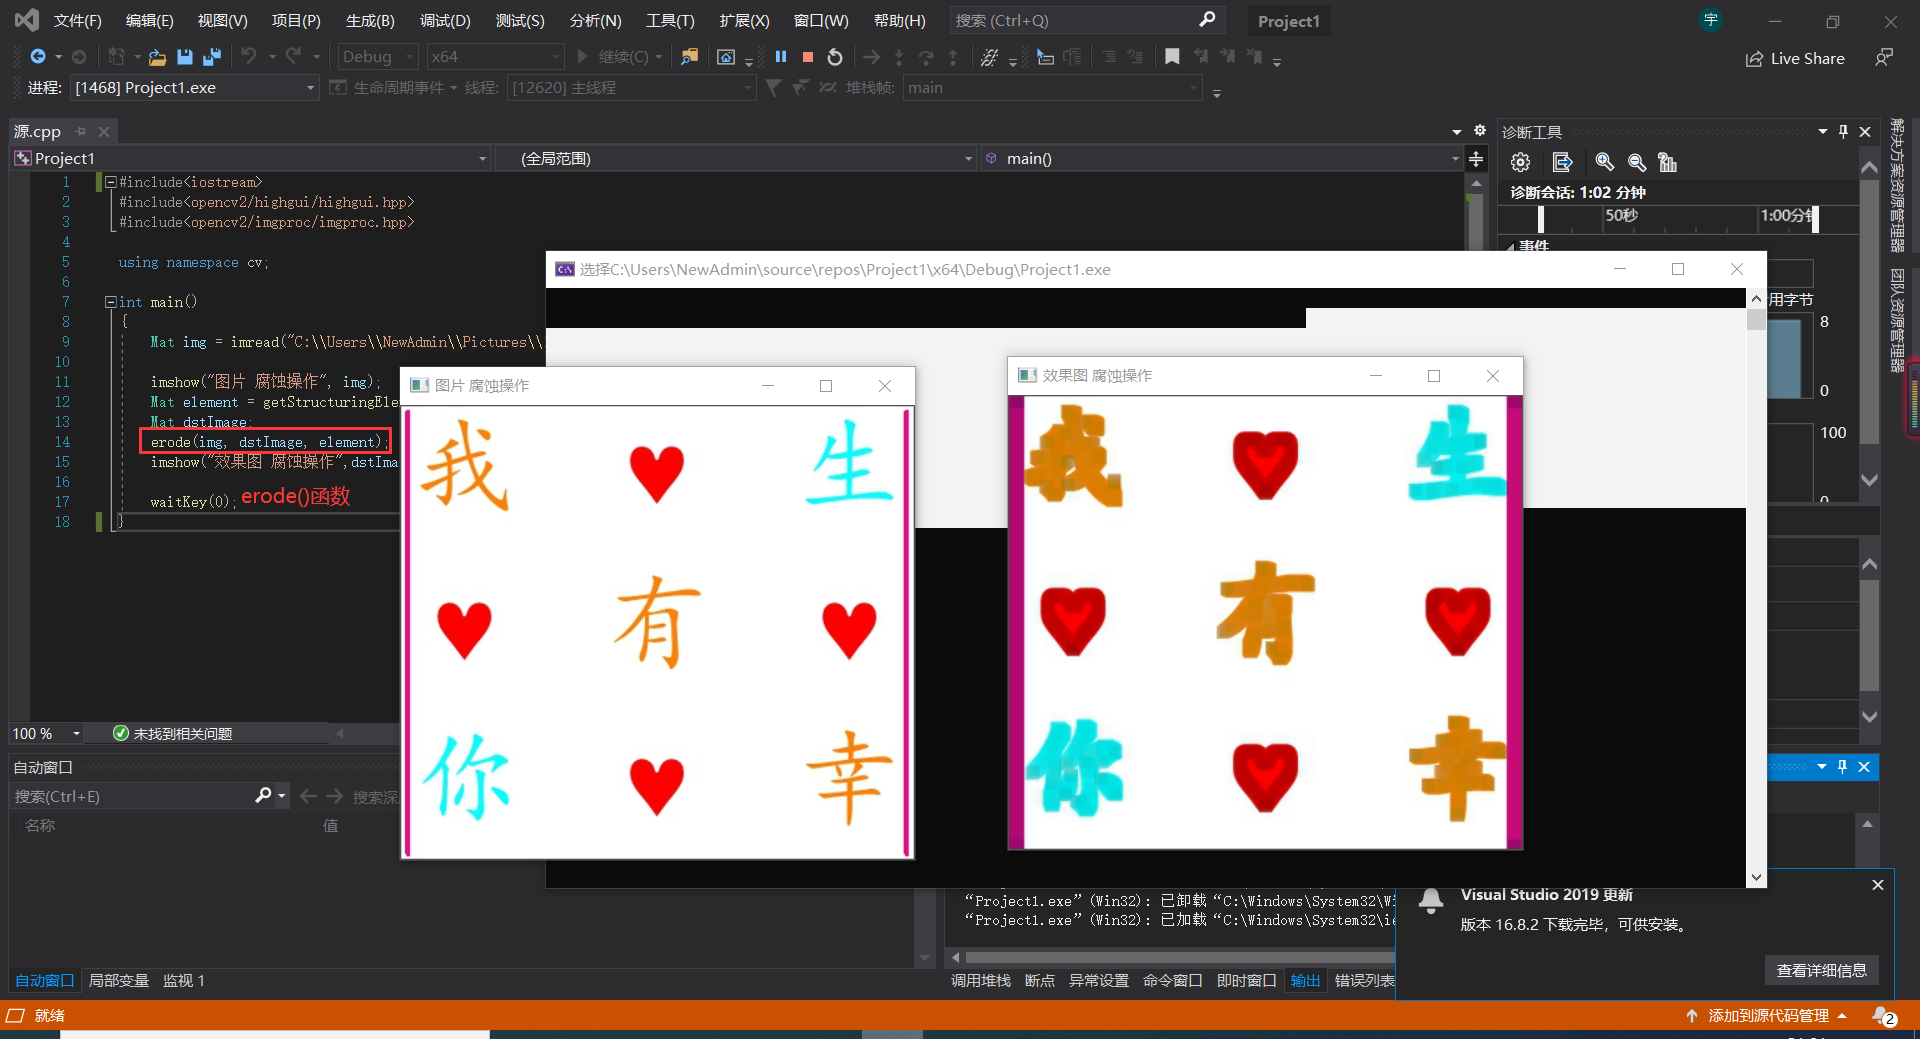 文件(F) 编辑(E) 视图(V) 项目(P) 生成(B) 调试(D) 测试(S) 分析(N) 工具(T) 扩展(X) 窗口(W) 帮助(H) 搜索 (Ctrl+Q) Project1 宇
Debug x64 继续(C) Live Share
进程: [1468] Project1.exe 生命周期事件 线程: [12620] 主线程 堆栈帧: main
源.cpp
Project1 (全局范围) main()
1 #include<iostream>
2 #include<opencv2/highgui/highgui.hpp>
3 #include<opencv2/imgproc/imgproc.hpp>
4
5 using namespace cv;
6
7 int main()
8 {
9 Mat img = imread("C:\\Users\\NewAdmin\\Pictures\\
10
11 imshow("图片 腐蚀操作", img);
12 Mat element = getStructuringEle
13 Mat dstImage;
14 erode(img, dstImage, element);
15 imshow("效果图 腐蚀操作",dstIma
16
17 waitKey(0);
erode()函数
18 }
选择C:\Users\NewAdmin\source\repos\Project1\x64\Debug\Project1.exe
图片 腐蚀操作
我 生
有
你 幸
效果图 腐蚀操作
我 生
有
你 幸
诊断工具
诊断会话: 1:02 分钟
50秒 1:00分钟
事件
用字节
8
0
100
0
解决方案资源管理器
团队资源管理器
100 % 未找到相关问题
自动窗口
搜索(Ctrl+E) 搜索深
名称 值
自动窗口 局部变量 监视 1
“Project1.exe” (Win32): 已卸载 “C:\Windows\System32\Wi
“Project1.exe” (Win32): 已加载 “C:\Windows\System32\ie
调用堆栈 断点 异常设置 命令窗口 即时窗口 输出 错误列表
Visual Studio 2019 更新
版本 16.8.2 下载完毕，可供安装。
查看详细信息
就绪 添加到源代码管理 2